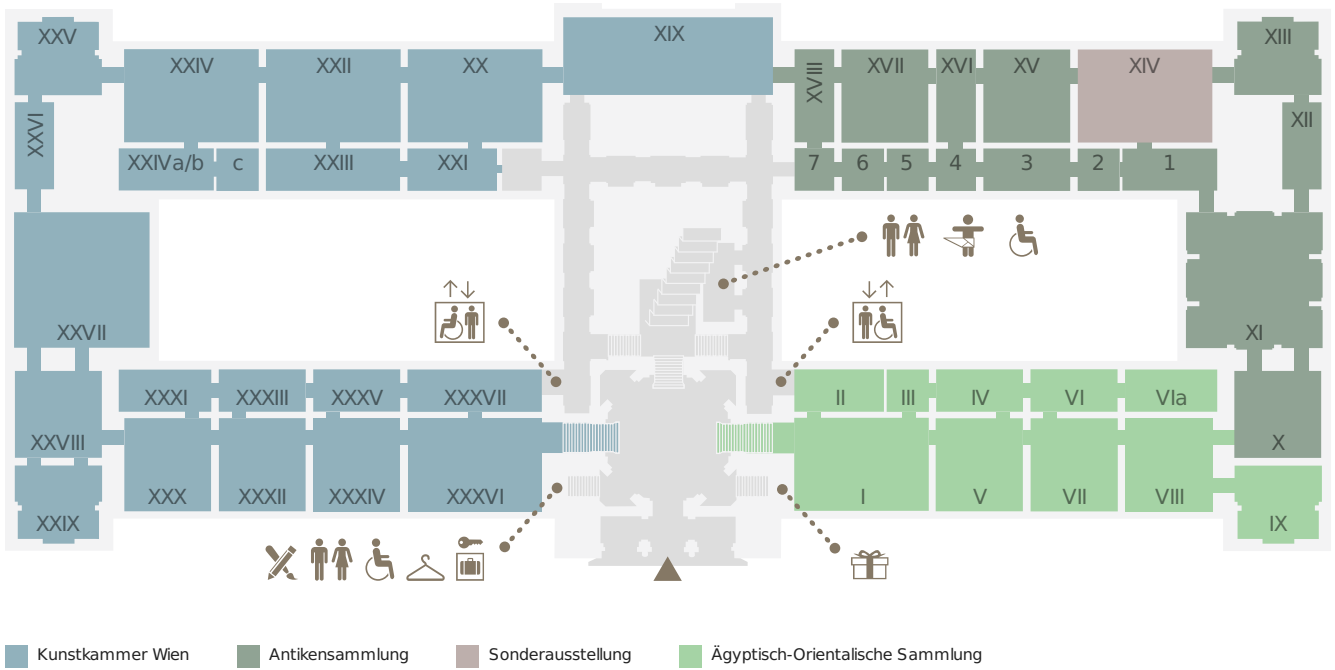 XXV
XXIV
XXII
XX
XIX
XVIII
XVII
XVI
XV
XIV
XIII
XXVI
XII
XXIVa/b
c
XXIII
XXI
7
6
5
4
3
2
1
XXVII
XI
XXXI
XXXIII
XXXV
XXXVII
II
III
IV
VI
VIa
XXVIII
X
XXX
XXXII
XXXIV
XXXVI
I
V
VII
VIII
XXIX
IX
Kunstkammer Wien
Antikensammlung
Sonderausstellung
Ägyptisch-Orientalische Sammlung